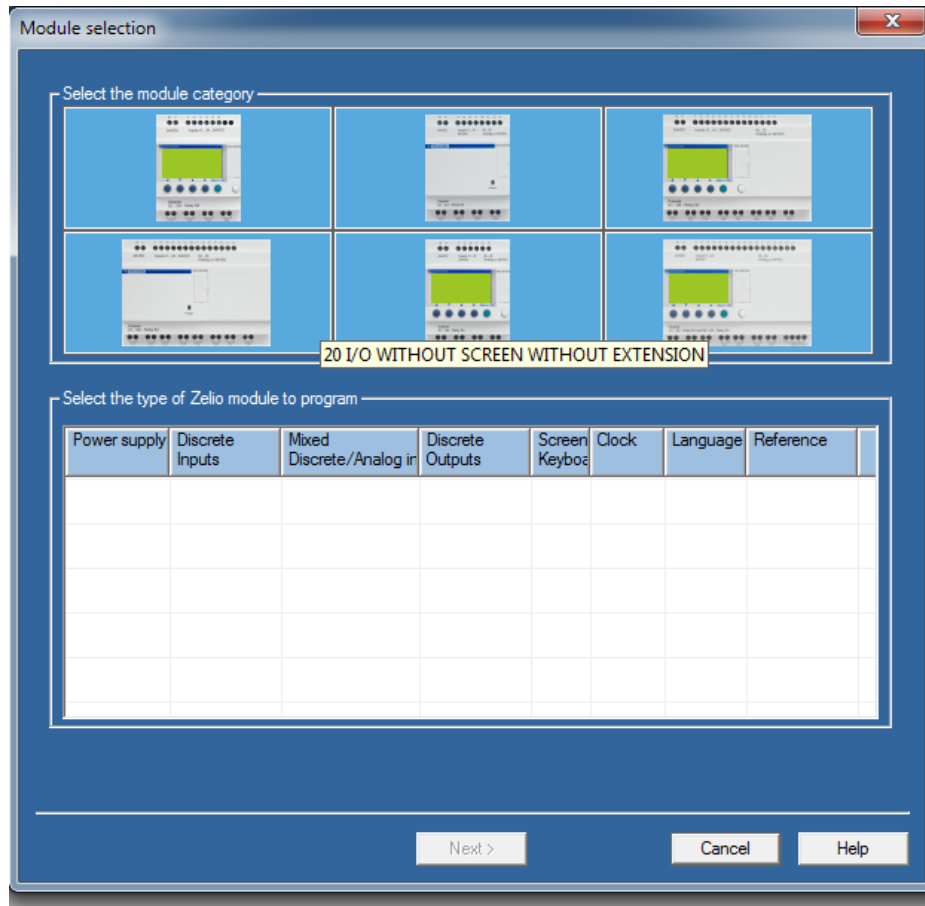 Module selection
Select the module category
20 I/O WITHOUT SCREEN WITHOUT EXTENSION
Select the type of Zelio module to program
Power supply Discrete Inputs Mixed Discrete/Analog in Discrete Outputs Screen Keyboa Clock Language Reference
Next >
Cancel
Help